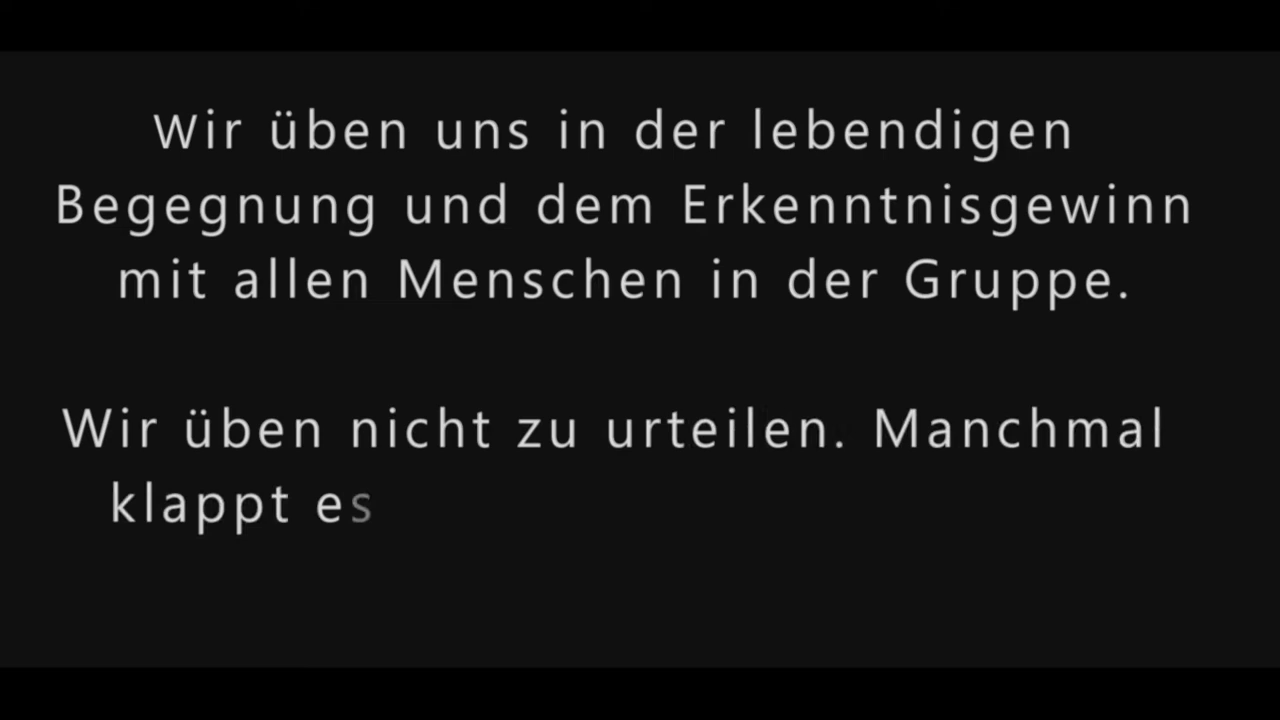 Wir üben uns in der lebendigen
Begegnung und dem Erkenntnisgewinn
mit allen Menschen in der Gruppe.
Wir üben nicht zu urteilen. Manchmal
klappt es